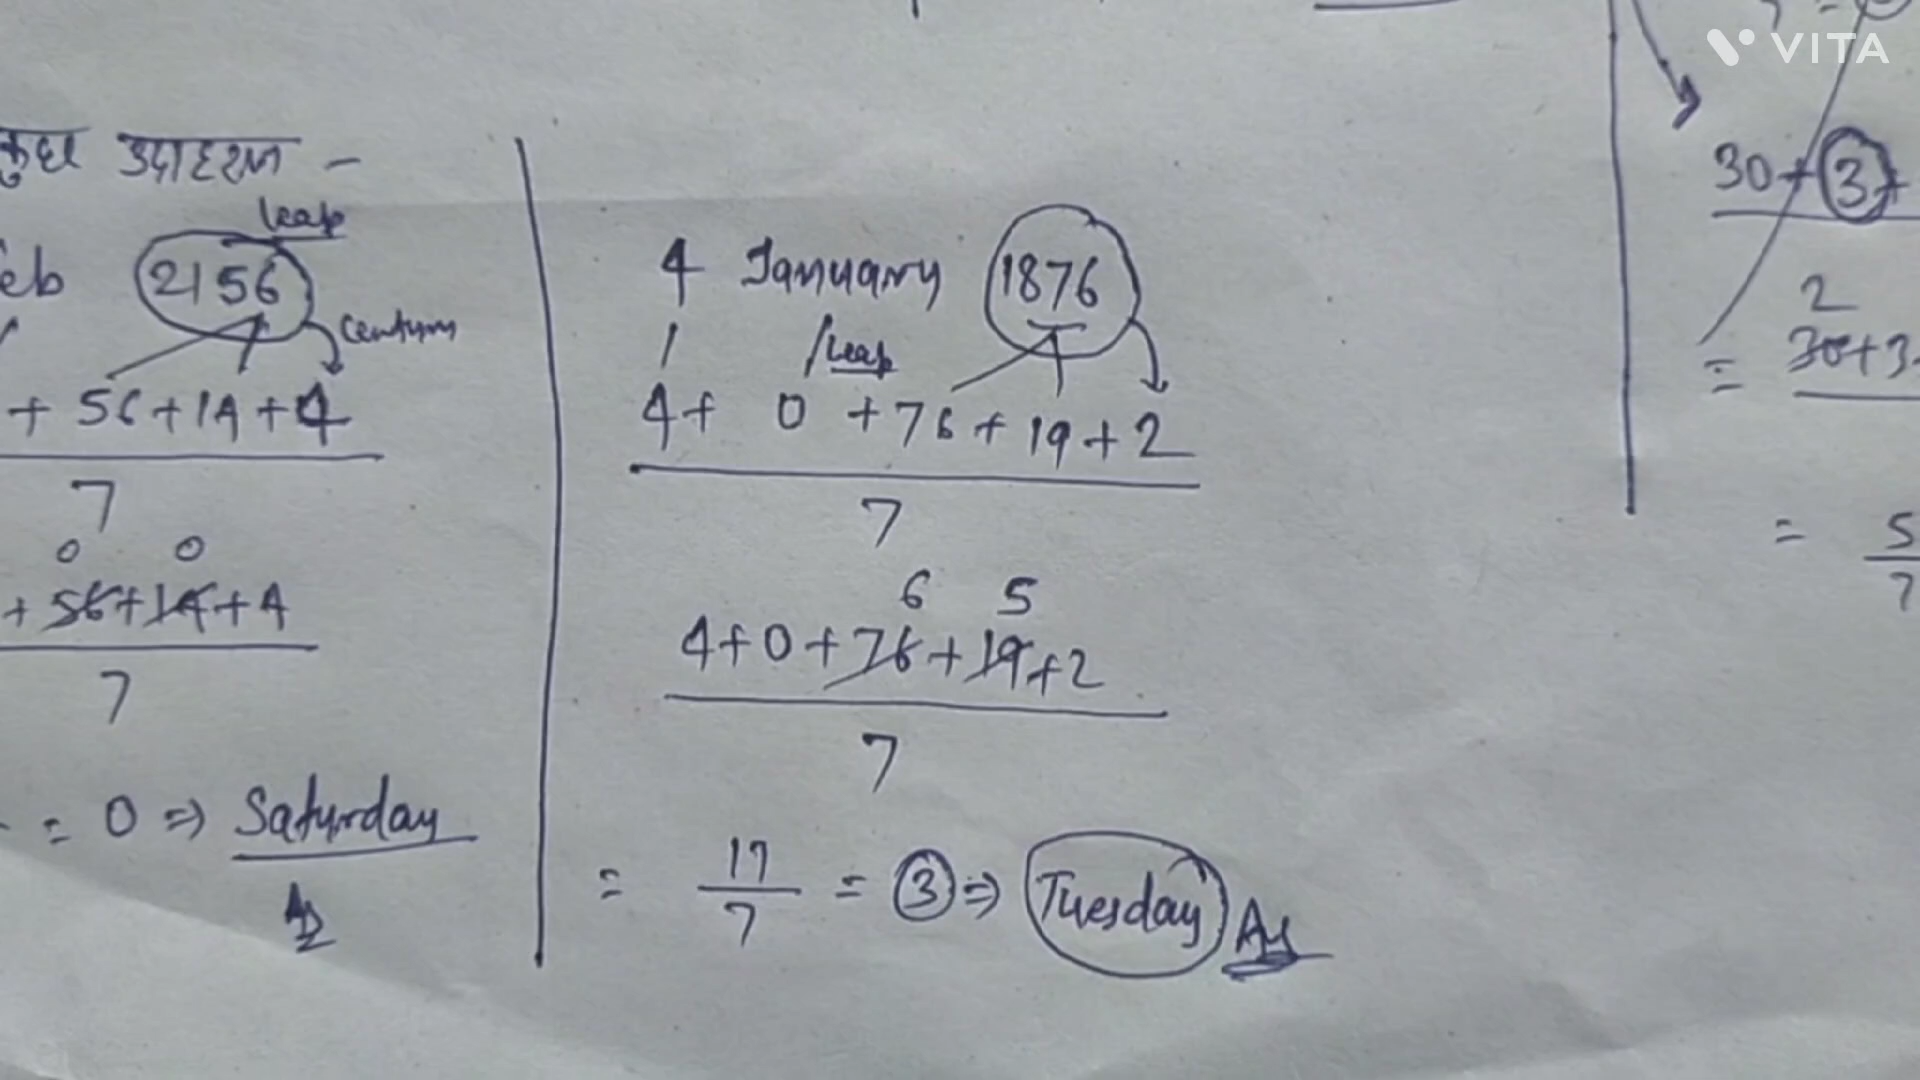 VITA
कुछ उदाहरण -
leap
eb 2156
century
+ 56 + 14 + 4
7
0 0
+ 56 + 14 + 4
7
= 0 ⇒ Saturday
Ans
4 January 1876
leap
4 + 0 + 76 + 19 + 2
7
6 5
4 + 0 + 76 + 19 + 2
7
= 17/7 = 3 ⇒ Tuesday Ans
30 + 3 +
2
= 30 + 3
= 5/7